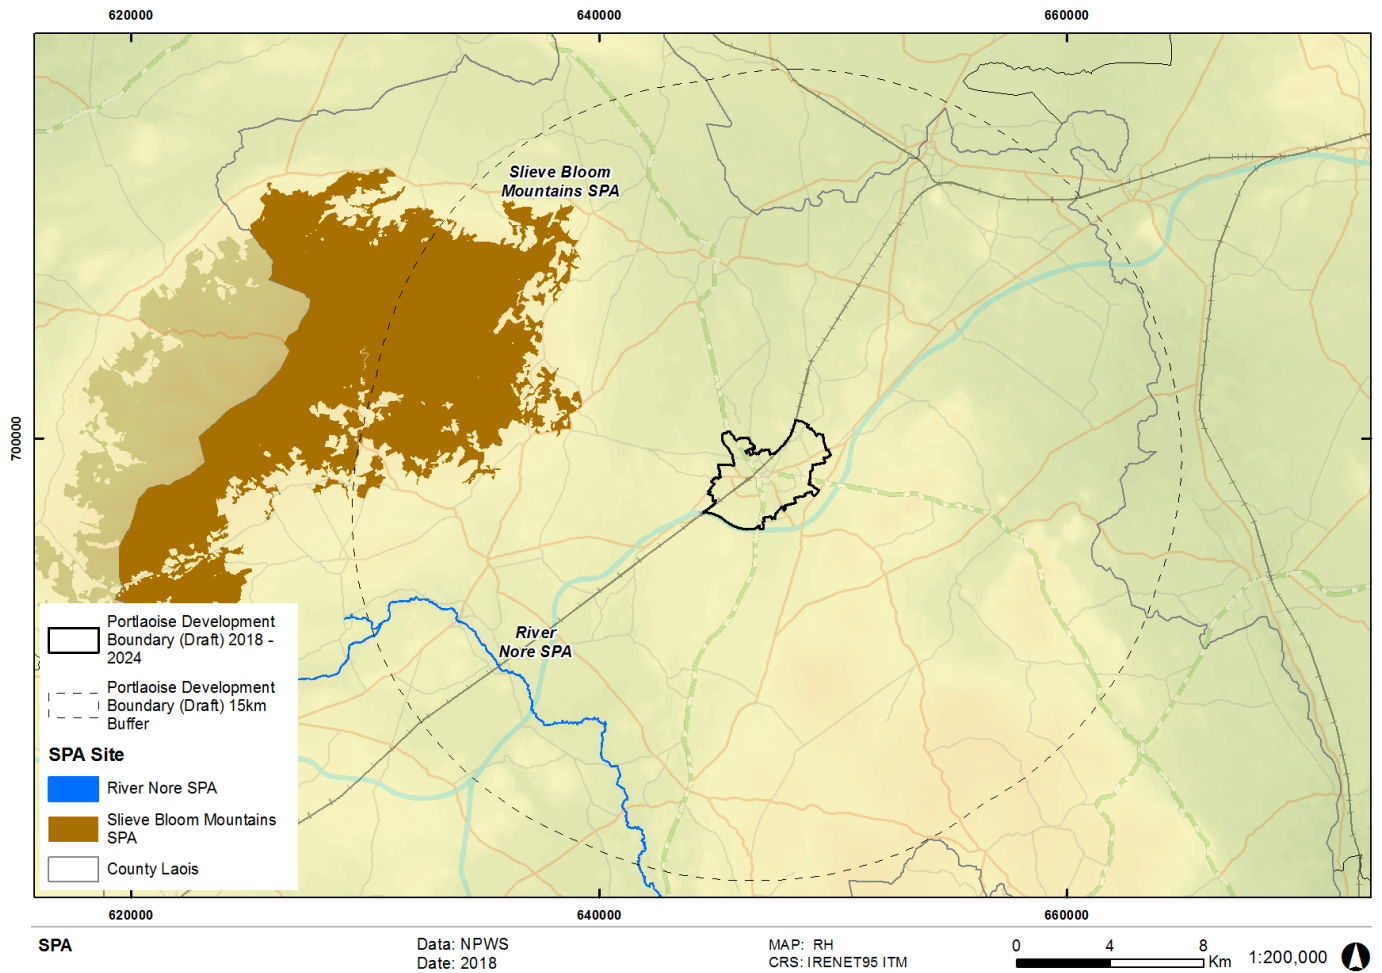 620000
640000
660000
Slieve Bloom
Mountains SPA
700000
River
Nore SPA
Portlaoise Development
Boundary (Draft) 2018 -
2024
Portlaoise Development
Boundary (Draft) 15km
Buffer
SPA Site
River Nore SPA
Slieve Bloom Mountains
SPA
County Laois
620000
640000
660000
SPA
Data: NPWS
Date: 2018
MAP: RH
CRS: IRENET95 ITM
0 4 8
Km
1:200,000